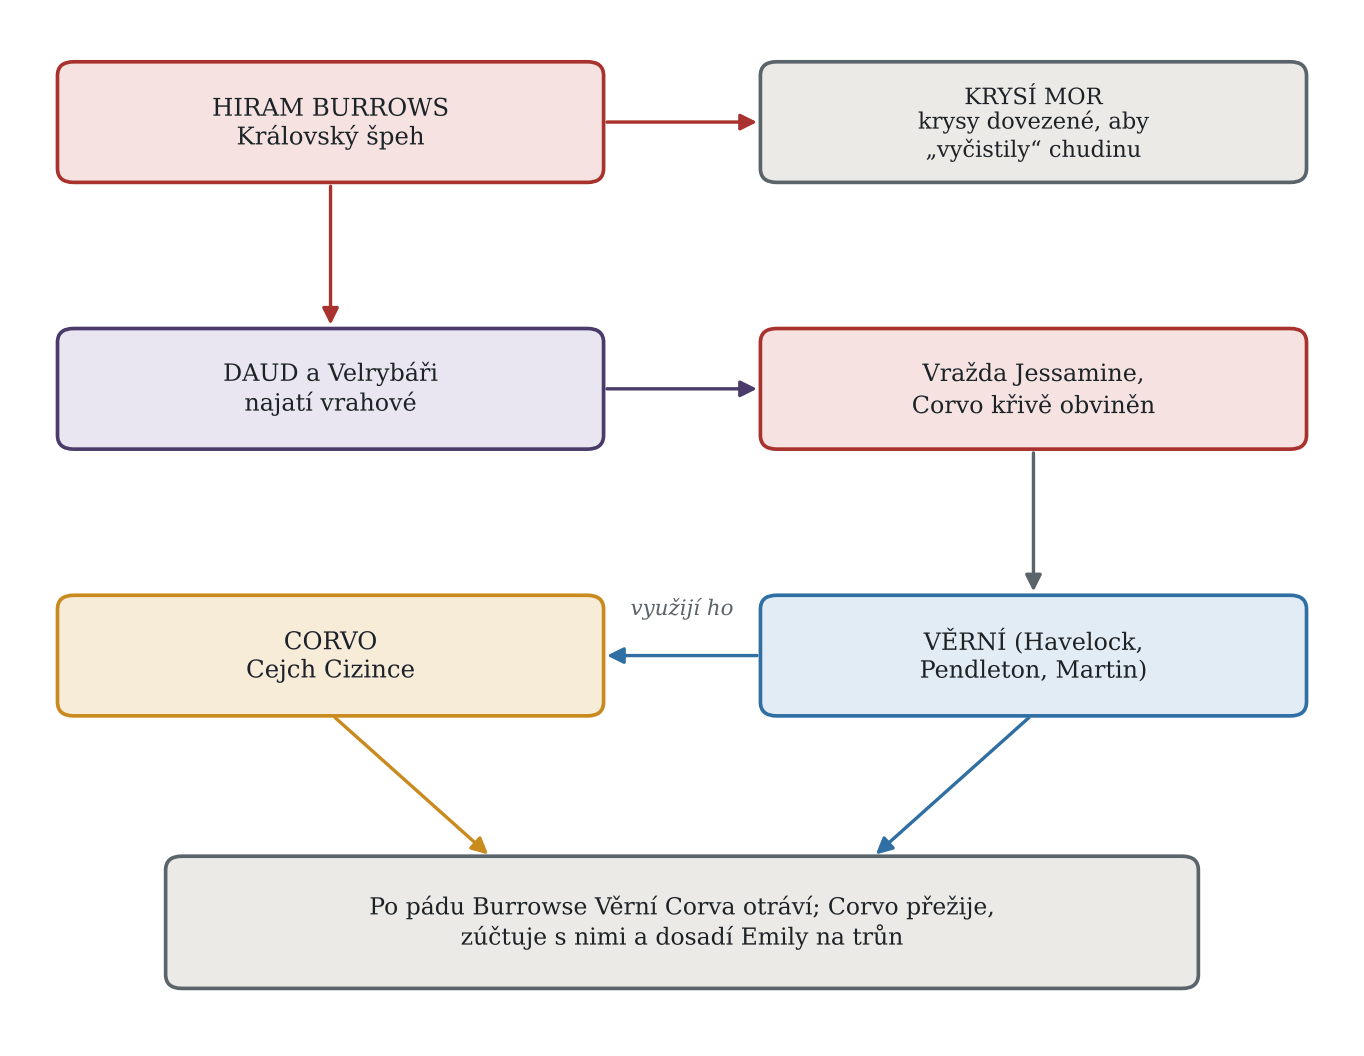 HIRAM BURROWS
Královský špeh
KRYSÍ MOR
krysy dovezené, aby
„vyčistily“ chudinu
DAUD a Velrybáři
najatí vrahové
Vražda Jessamine,
Corvo křivě obviněn
CORVO
Cejch Cizince
využijí ho
VĚRNÍ (Havelock,
Pendleton, Martin)
Po pádu Burrowse Věrní Corva otráví; Corvo přežije,
zúčtuje s nimi a dosadí Emily na trůn